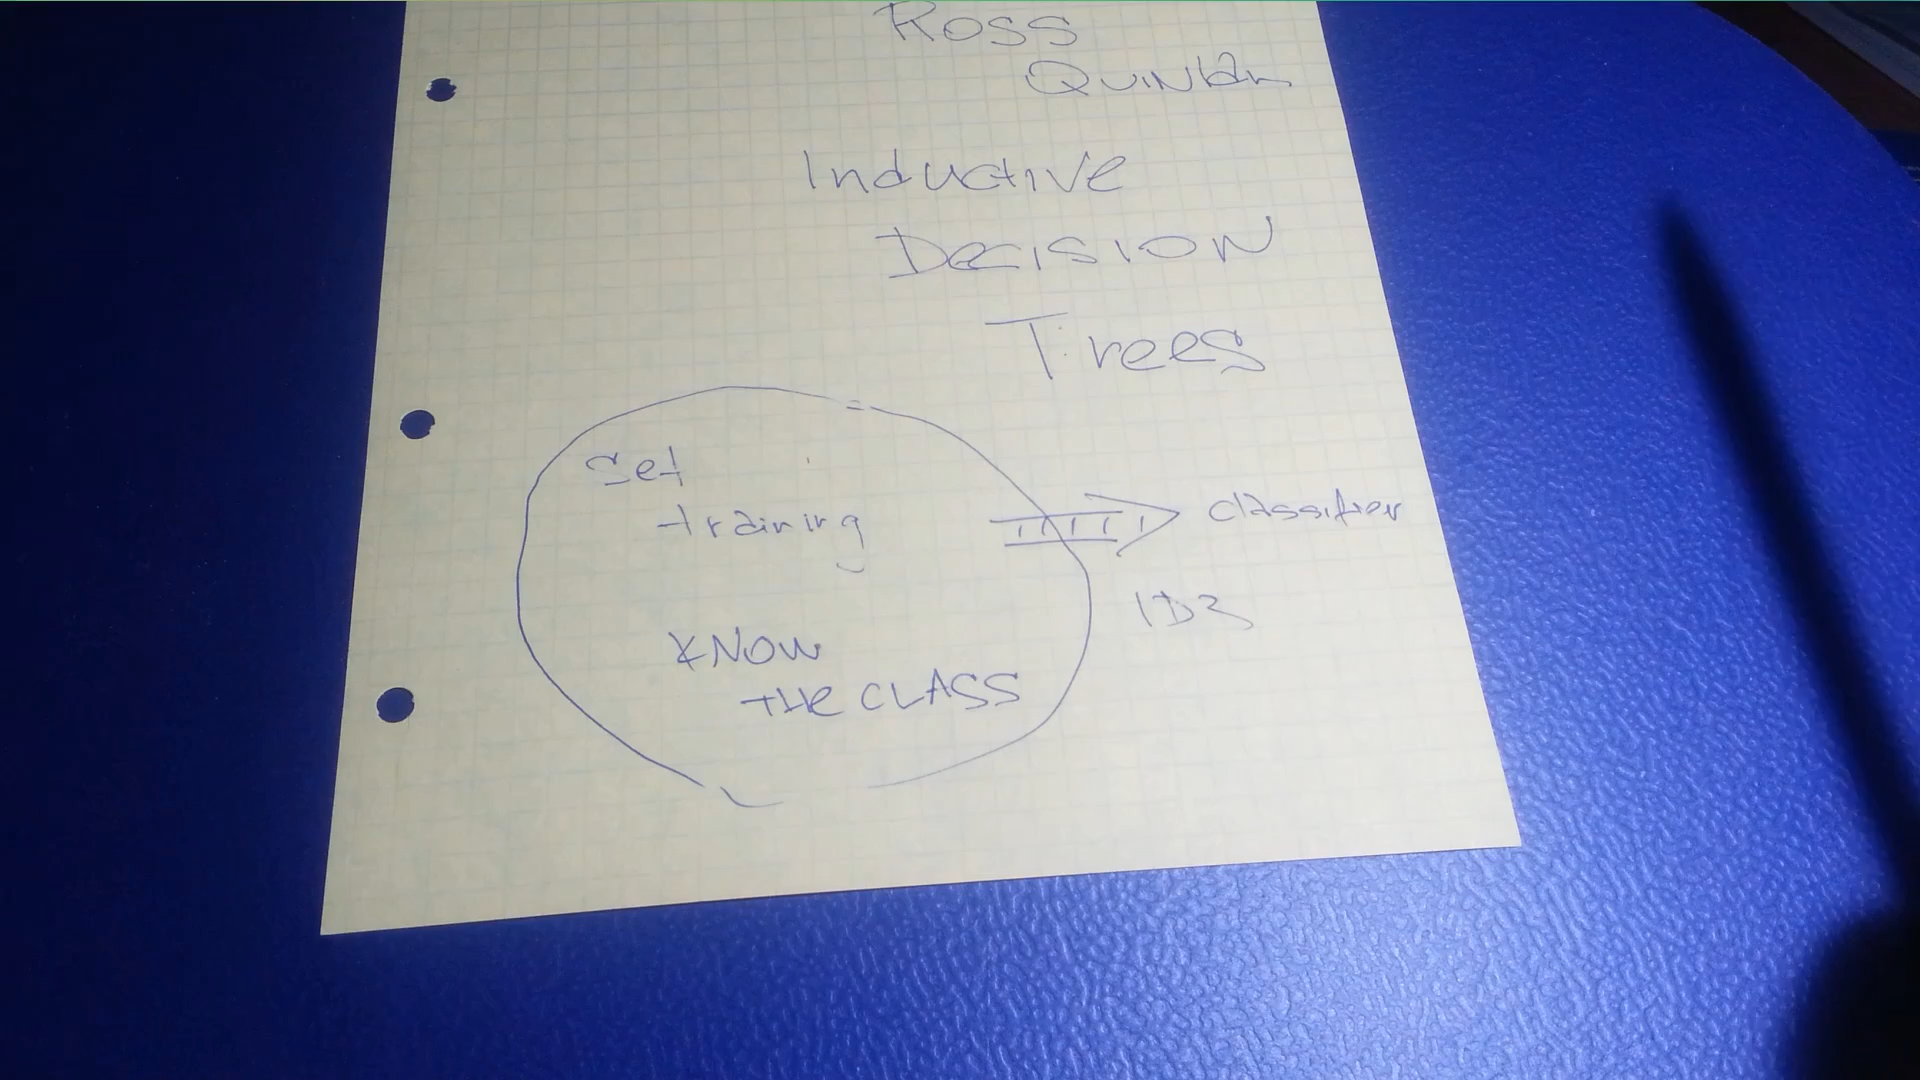 Ross
Quinlan
Inductive
Decision
Trees
Set
training
classifier
ID3
KNOW
THE CLASS